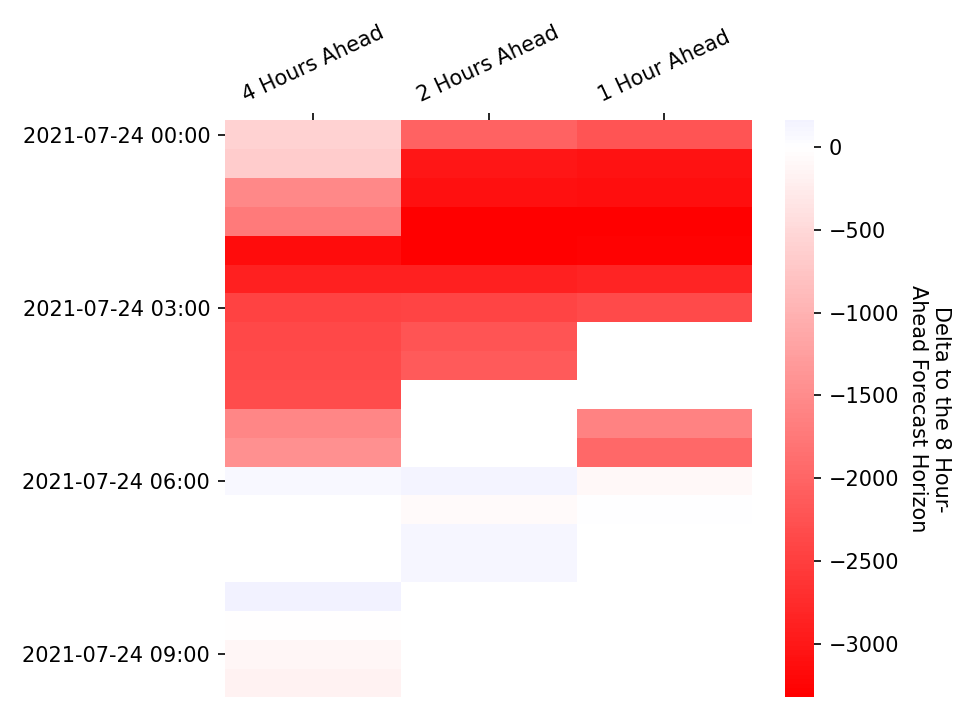 4 Hours Ahead
2 Hours Ahead
1 Hour Ahead
2021-07-24 00:00
2021-07-24 03:00
2021-07-24 06:00
2021-07-24 09:00
0
−500
−1000
−1500
−2000
−2500
−3000
Delta to the 8 Hour-
Ahead Forecast Horizon